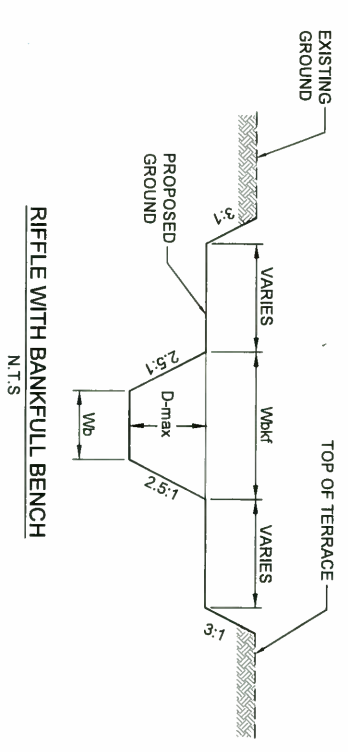 EXISTING
GROUND
TOP OF TERRACE
VARIES
Wbkf
VARIES
3:1
3:1
PROPOSED
GROUND
2.5:1
D-max
2.5:1
Wb
RIFFLE WITH BANKFULL BENCH
N.T.S